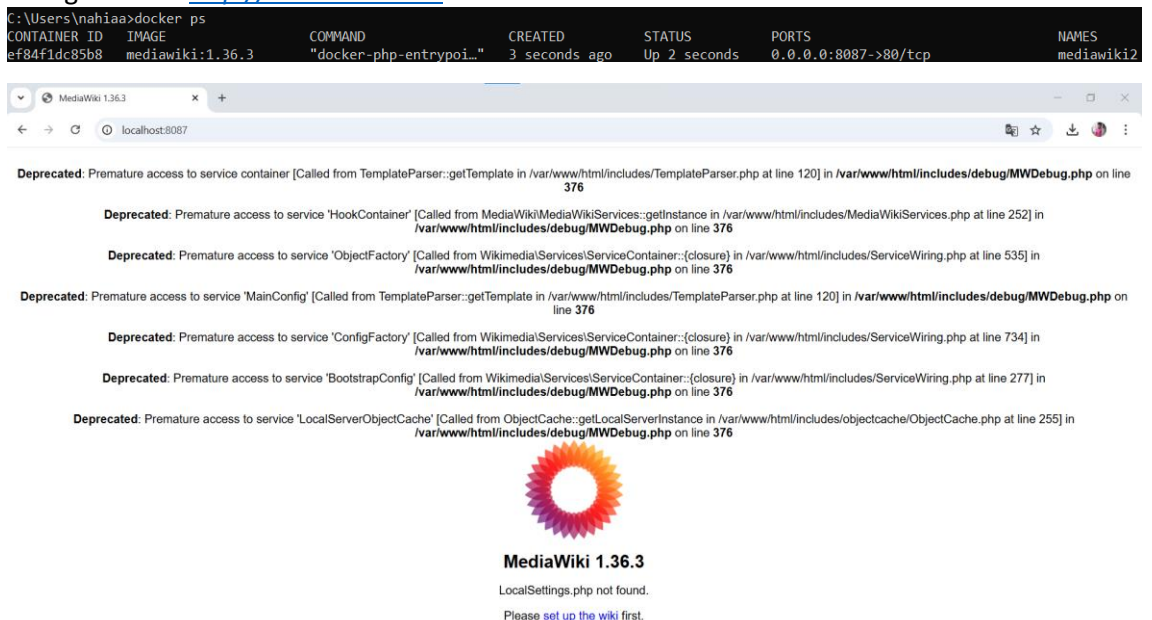 C:\Users\nahiaa>docker ps
CONTAINER ID IMAGE COMMAND CREATED STATUS PORTS NAMES
ef84f1dc85b8 mediawiki:1.36.3 "docker-php-entrypoi…" 3 seconds ago Up 2 seconds 0.0.0.0:8087->80/tcp mediawiki2
MediaWiki 1.36.3
localhost:8087
Deprecated: Premature access to service container [Called from TemplateParser::getTemplate in /var/www/html/includes/TemplateParser.php at line 120] in /var/www/html/includes/debug/MWDebug.php on line
376
Deprecated: Premature access to service 'HookContainer' [Called from MediaWiki\MediaWikiServices::getInstance in /var/www/html/includes/MediaWikiServices.php at line 252] in
/var/www/html/includes/debug/MWDebug.php on line 376
Deprecated: Premature access to service 'ObjectFactory' [Called from Wikimedia\Services\ServiceContainer::{closure} in /var/www/html/includes/ServiceWiring.php at line 535] in
/var/www/html/includes/debug/MWDebug.php on line 376
Deprecated: Premature access to service 'MainConfig' [Called from TemplateParser::getTemplate in /var/www/html/includes/TemplateParser.php at line 120] in /var/www/html/includes/debug/MWDebug.php on
line 376
Deprecated: Premature access to service 'ConfigFactory' [Called from Wikimedia\Services\ServiceContainer::{closure} in /var/www/html/includes/ServiceWiring.php at line 734] in
/var/www/html/includes/debug/MWDebug.php on line 376
Deprecated: Premature access to service 'BootstrapConfig' [Called from Wikimedia\Services\ServiceContainer::{closure} in /var/www/html/includes/ServiceWiring.php at line 277] in
/var/www/html/includes/debug/MWDebug.php on line 376
Deprecated: Premature access to service 'LocalServerObjectCache' [Called from ObjectCache::getLocalServerInstance in /var/www/html/includes/objectcache/ObjectCache.php at line 255] in
/var/www/html/includes/debug/MWDebug.php on line 376
MediaWiki 1.36.3
LocalSettings.php not found.
Please set up the wiki first.